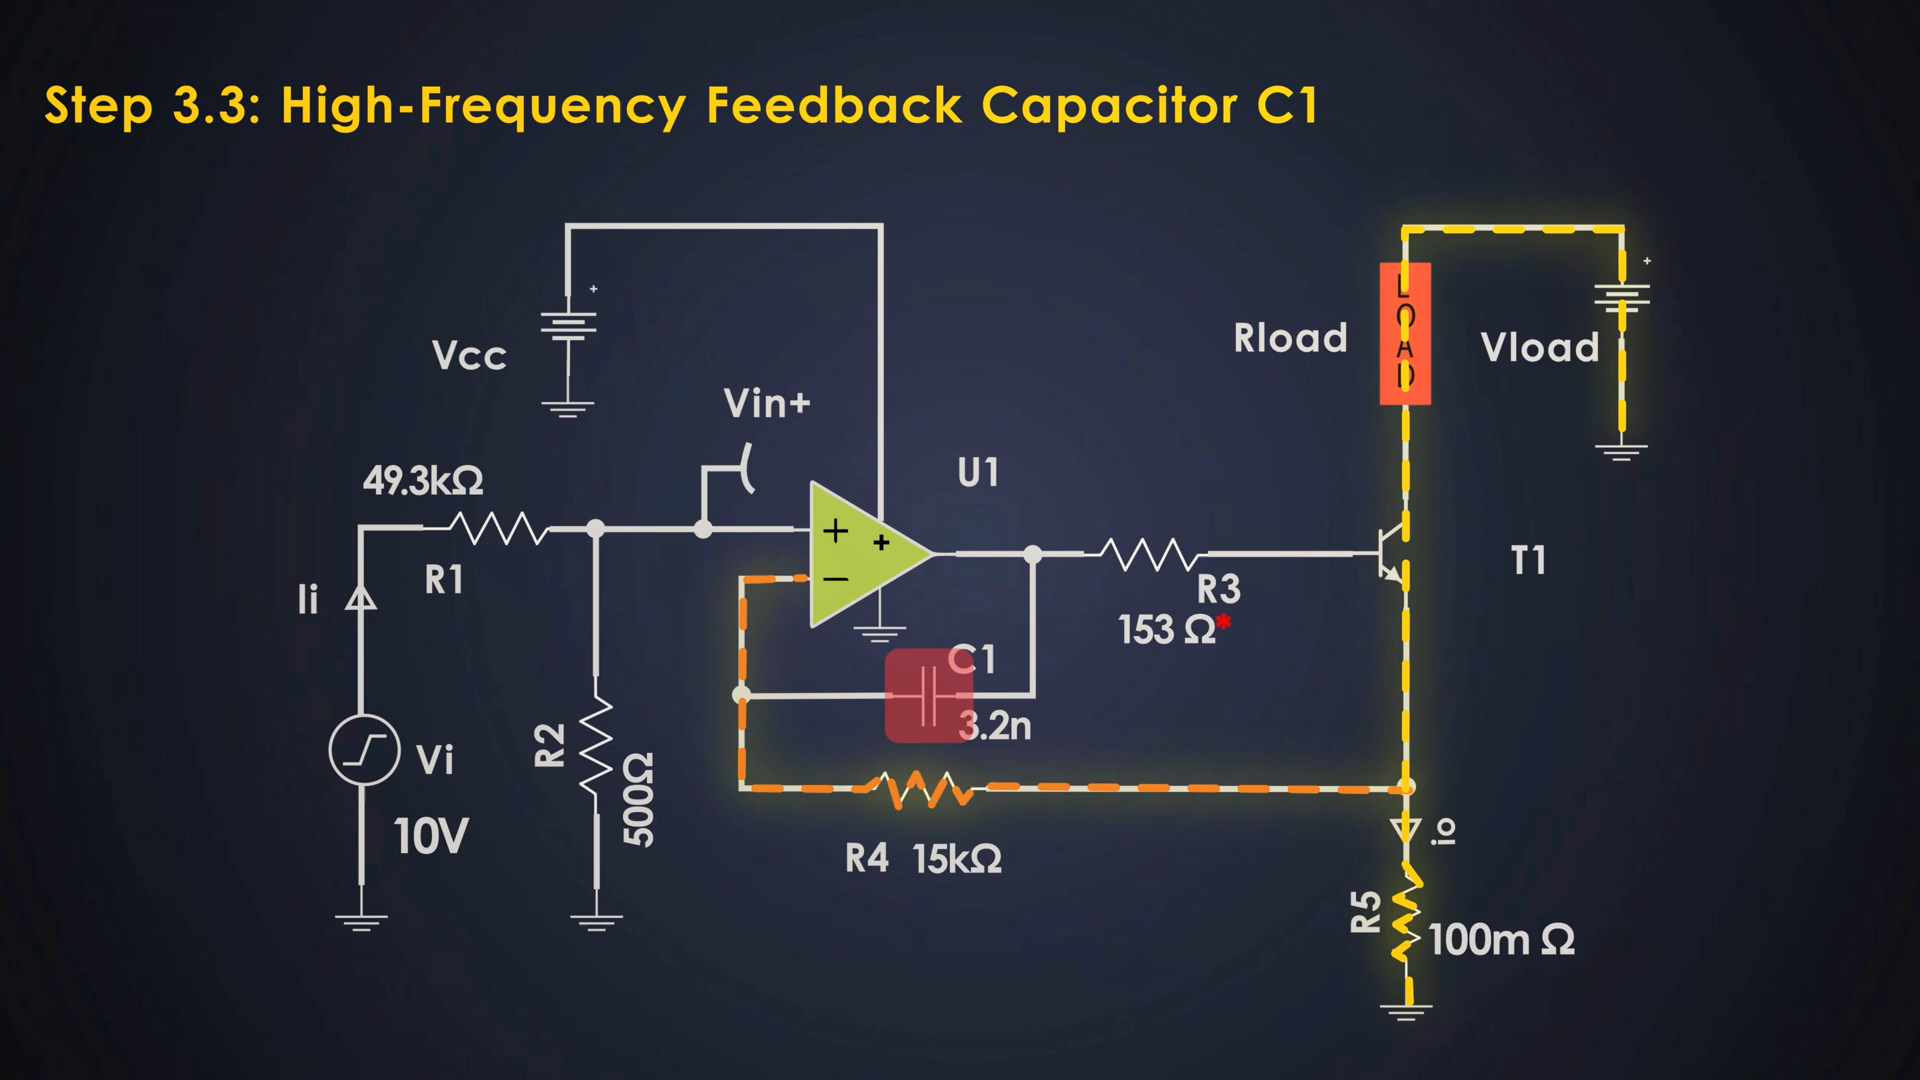 Step 3.3: High-Frequency Feedback Capacitor C1
+
+
Vcc
Rload
LOAD
Vload
Vin+
49.3kΩ
U1
+
+
−
R1
Ii
T1
R3
153 Ω*
C1
3.2n
R2
500Ω
Vi
10V
R4 15kΩ
io
R5
100m Ω